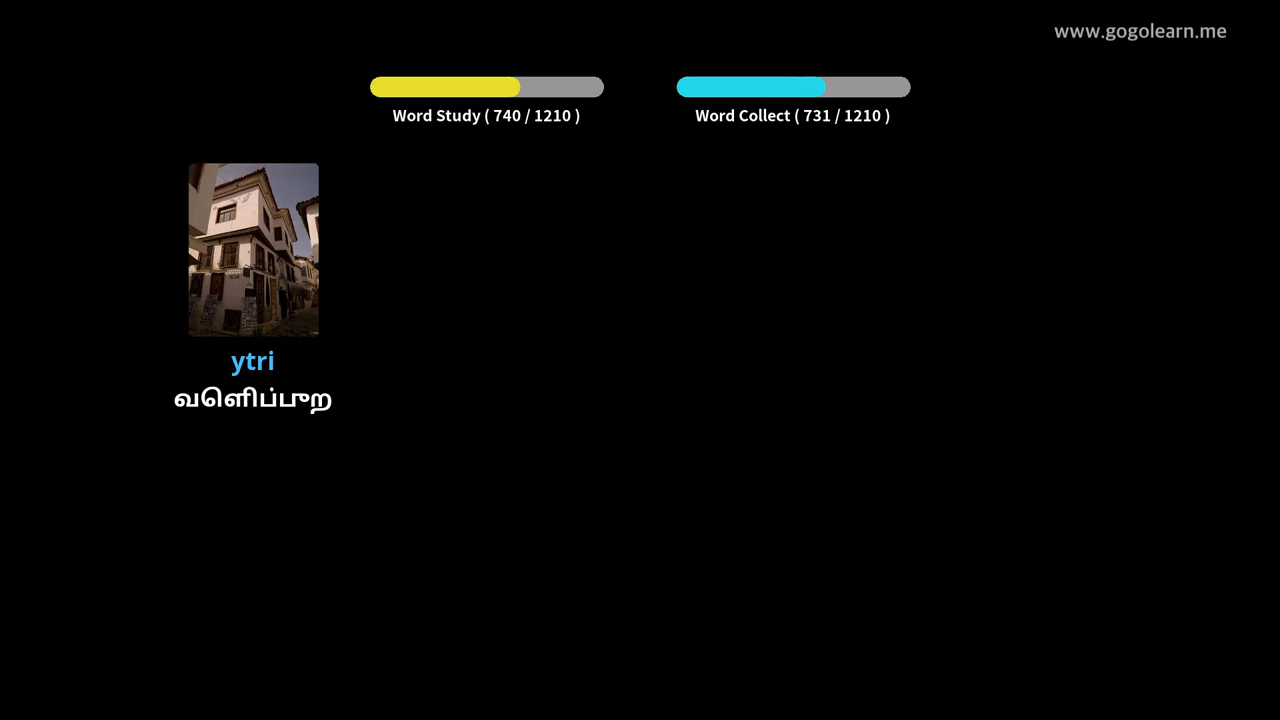 www.gogolearn.me
Word Study ( 740 / 1210 )
Word Collect ( 731 / 1210 )
ytri
வெளிப்புற